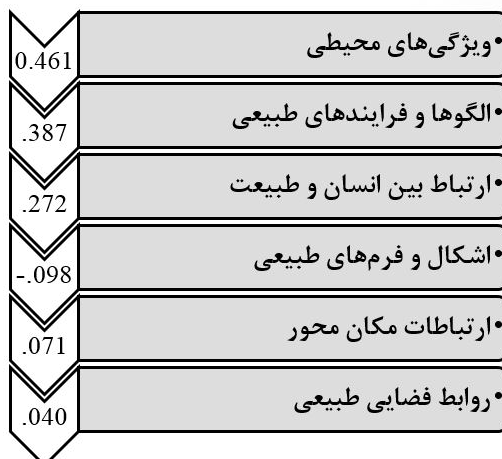 0.461
•ویژگی‌های محیطی
.387
•الگوها و فرایندهای طبیعی
.272
•ارتباط بین انسان و طبیعت
-.098
•اشکال و فرم‌های طبیعی
.071
•ارتباطات مکان محور
.040
•روابط فضایی طبیعی